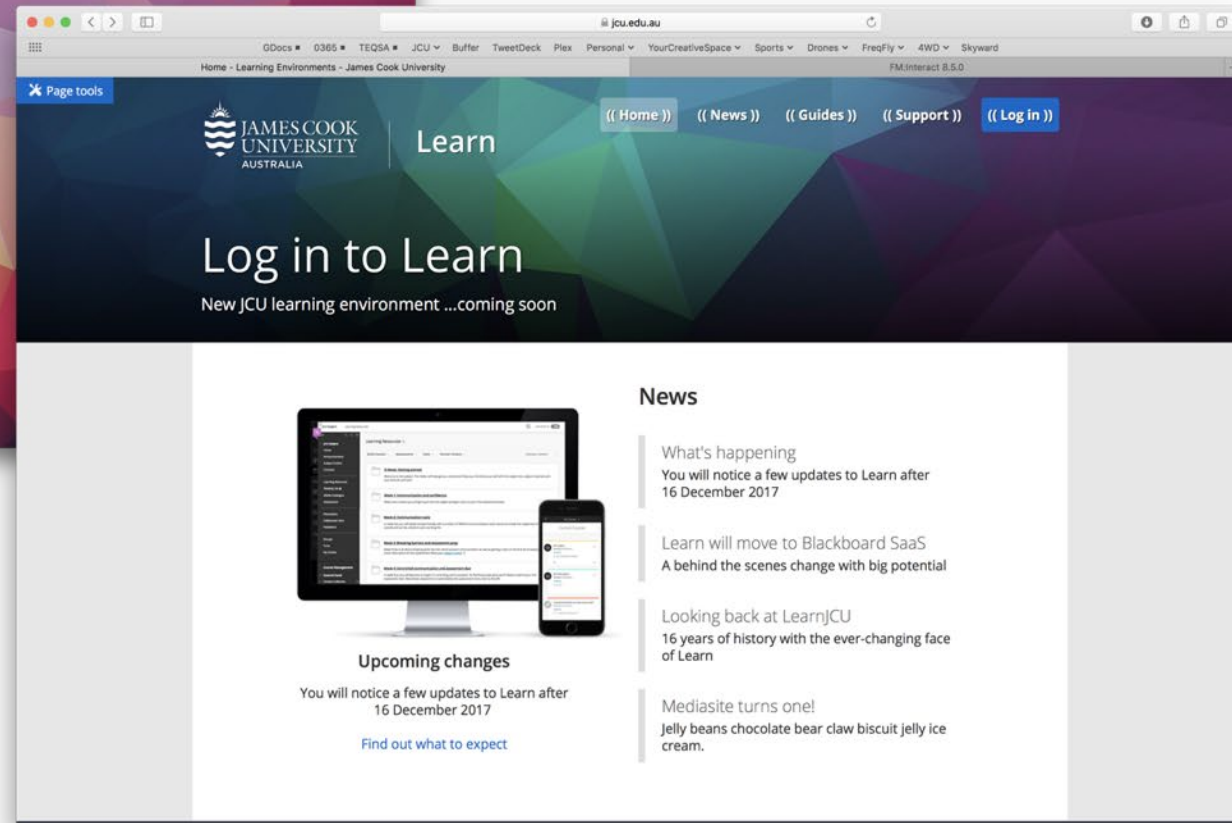 jcu.edu.au
GDocs 0365 TEQSA JCU Buffer TweetDeck Plex Personal YourCreativeSpace Sports Drones FreqFly 4WD Skyward
Home - Learning Environments - James Cook University
FM:Interact 8.5.0
Page tools
JAMES COOK
UNIVERSITY
AUSTRALIA
Learn
(( Home )) (( News )) (( Guides )) (( Support )) (( Log in ))
Log in to Learn
New JCU learning environment ...coming soon
Upcoming changes
You will notice a few updates to Learn after
16 December 2017
Find out what to expect
News
What's happening
You will notice a few updates to Learn after
16 December 2017
Learn will move to Blackboard SaaS
A behind the scenes change with big potential
Looking back at LearnJCU
16 years of history with the ever-changing face
of Learn
Mediasite turns one!
Jelly beans chocolate bear claw biscuit jelly ice
cream.